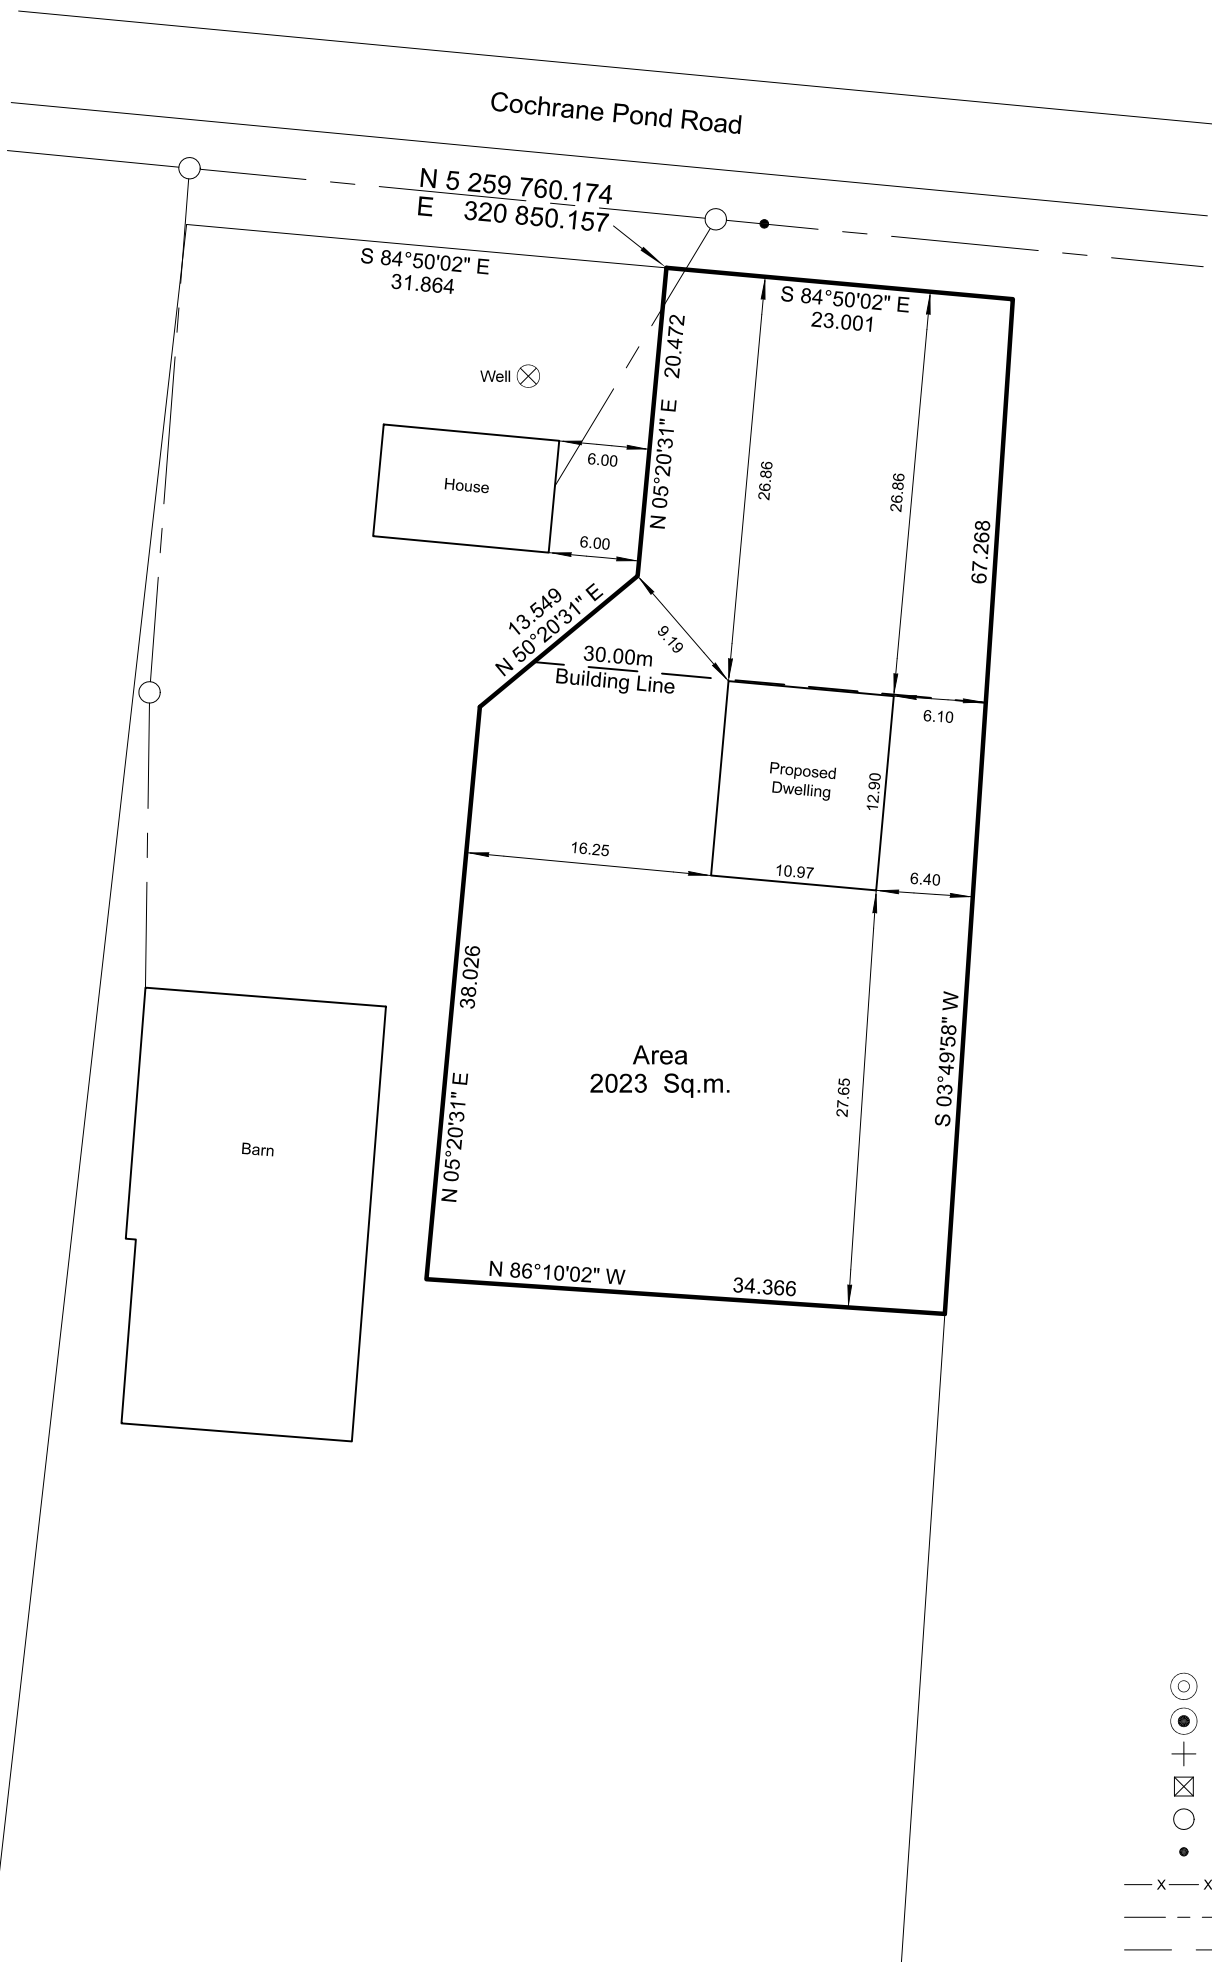 Cochrane Pond Road
N 5 259 760.174
E 320 850.157
S 84°50'02" E
31.864
S 84°50'02" E
23.001
20.472
N 05°20'31" E
Well
House
6.00
6.00
26.86
26.86
67.268
13.549
N 50°20'31" E
9.19
30.00m
Building Line
6.10
Proposed
Dwelling
12.90
16.25
10.97
6.40
38.026
N 05°20'31" E
S 03°49'58" W
Area
2023 Sq.m.
27.65
Barn
N 86°10'02" W
34.366
X X